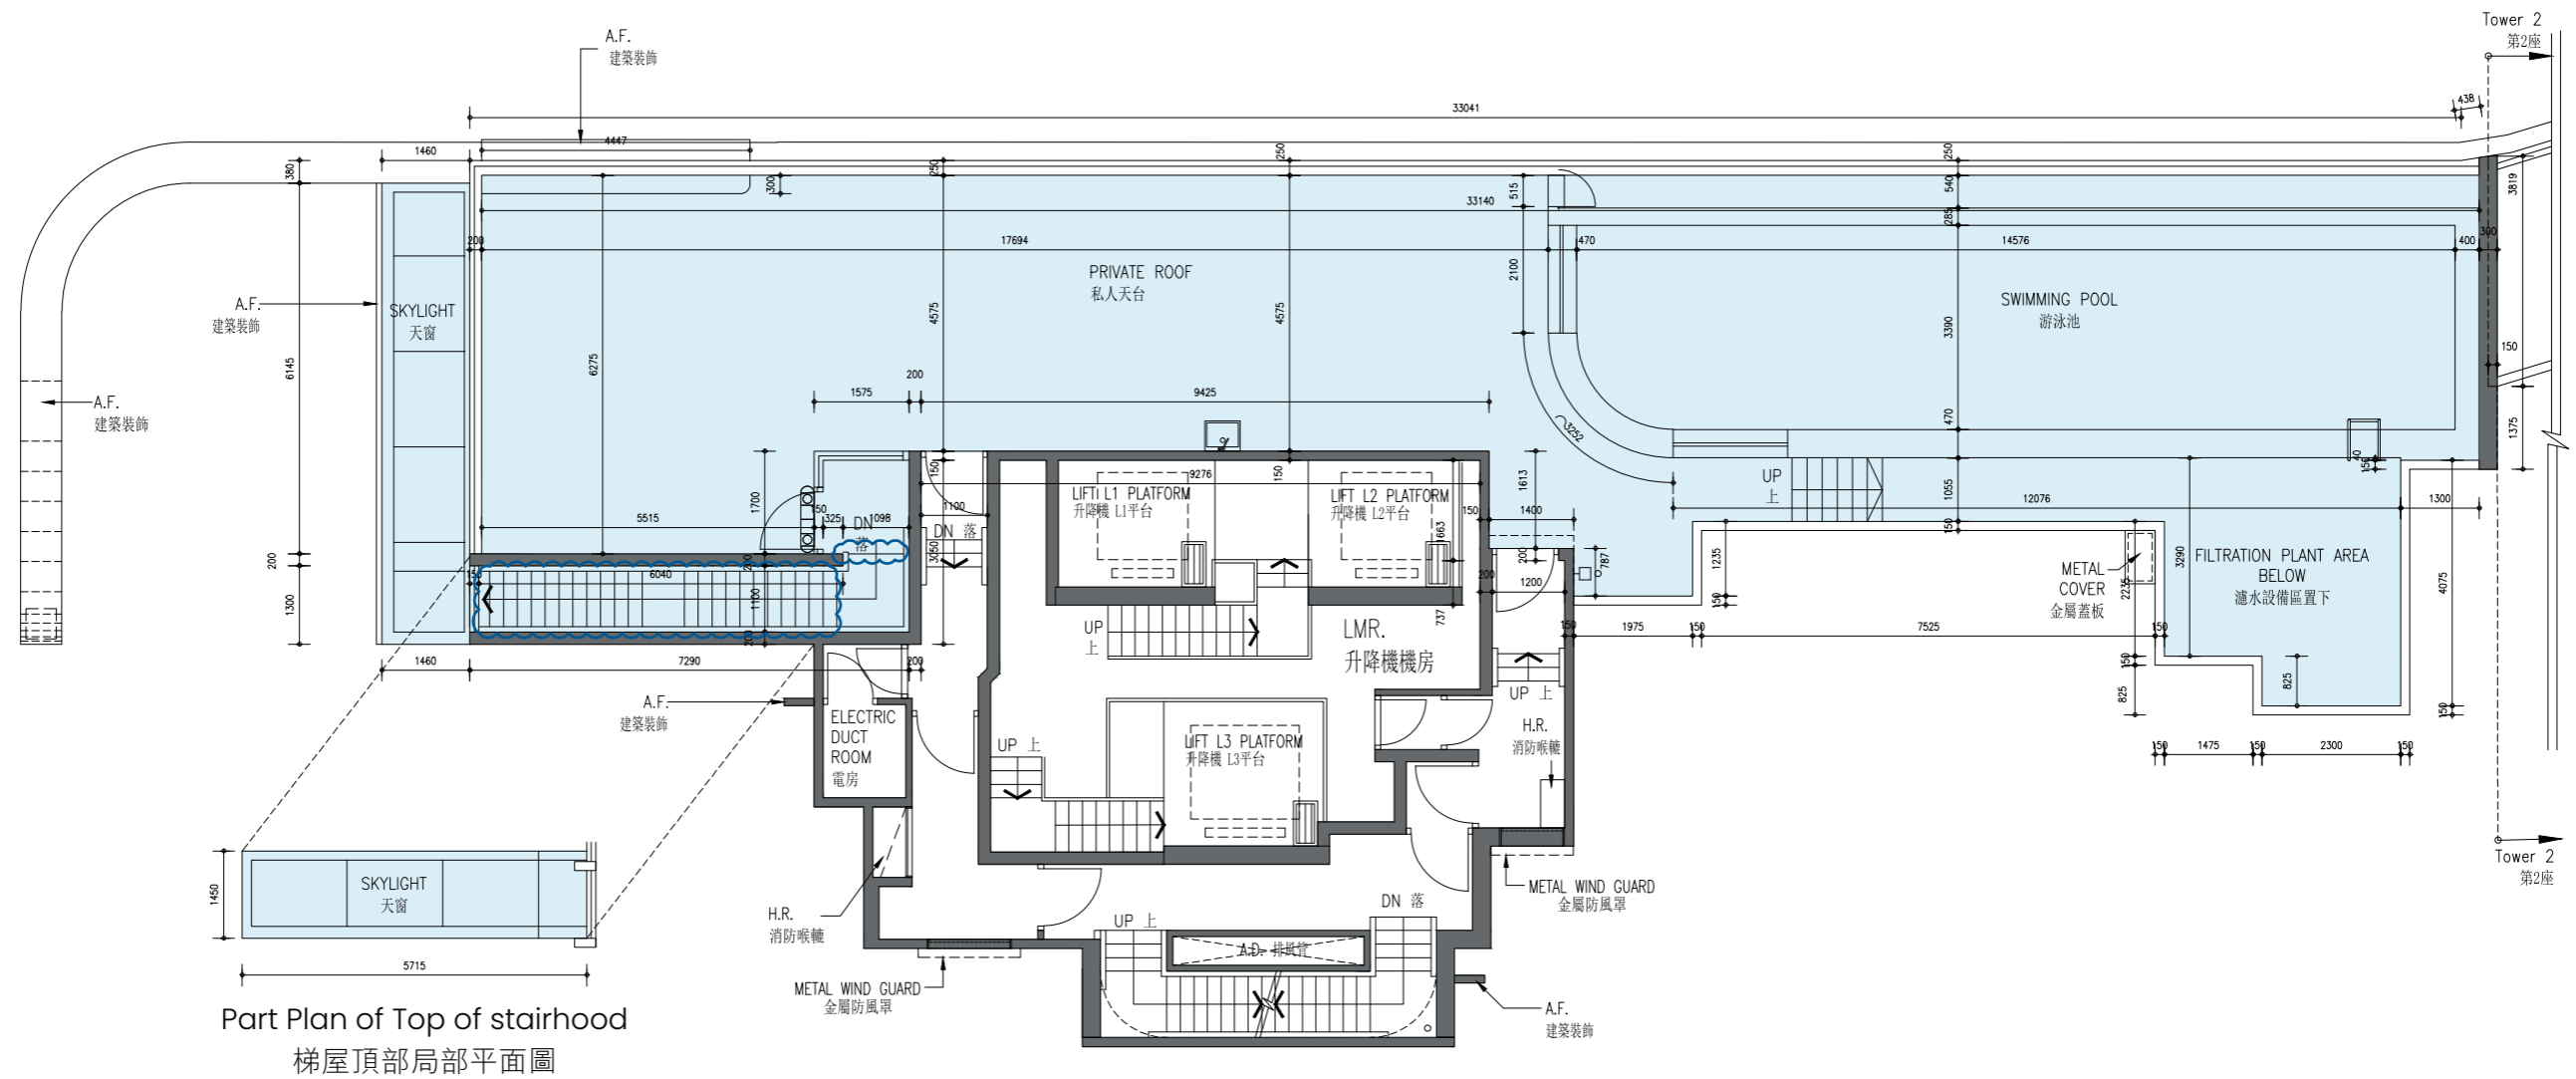 Tower 2
第2座
A.F.
建築裝飾
33041
438
4447
1460
380
250
250
250
300
515
540
3819
33140
285
200
17694
470
14576
400
300
PRIVATE ROOF
私人天台
SWIMMING POOL
游泳池
2100
A.F.
建築裝飾
SKYLIGHT
天窗
6145
6275
4575
4575
3390
150
A.F.
建築裝飾
1575
200
9425
3252
470
1375
1700
150
9276
150
1613
UP
上
40
150
1055
12076
1300
LIFT L1 PLATFORM
升降機 L1平台
LIFT L2 PLATFORM
升降機 L2平台
5515
150
325
1098
DN
落
1100
DN 落
3050
1663
150
1400
150
200
200
150
6040
200
1100
200
1300
787
200
1200
1235
150
METAL
COVER
金屬蓋板
2235
3290
FILTRATION PLANT AREA
BELOW
濾水設備區置下
4075
UP
上
LMR.
升降機機房
737
150
1975
150
7525
150
1460
7290
200
UP 上
150
825
825
150
A.F.
建築裝飾
ELECTRIC
DUCT
ROOM
電房
UP 上
LIFT L3 PLATFORM
升降機 L3平台
H.R.
消防喉轆
150
1475
150
2300
150
1450
SKYLIGHT
天窗
5715
H.R.
消防喉轆
UP 上
DN 落
METAL WIND GUARD
金屬防風罩
Tower 2
第2座
A.D. 排風管
METAL WIND GUARD
金屬防風罩
A.F.
建築裝飾
Part Plan of Top of stairhood
梯屋頂部局部平面圖